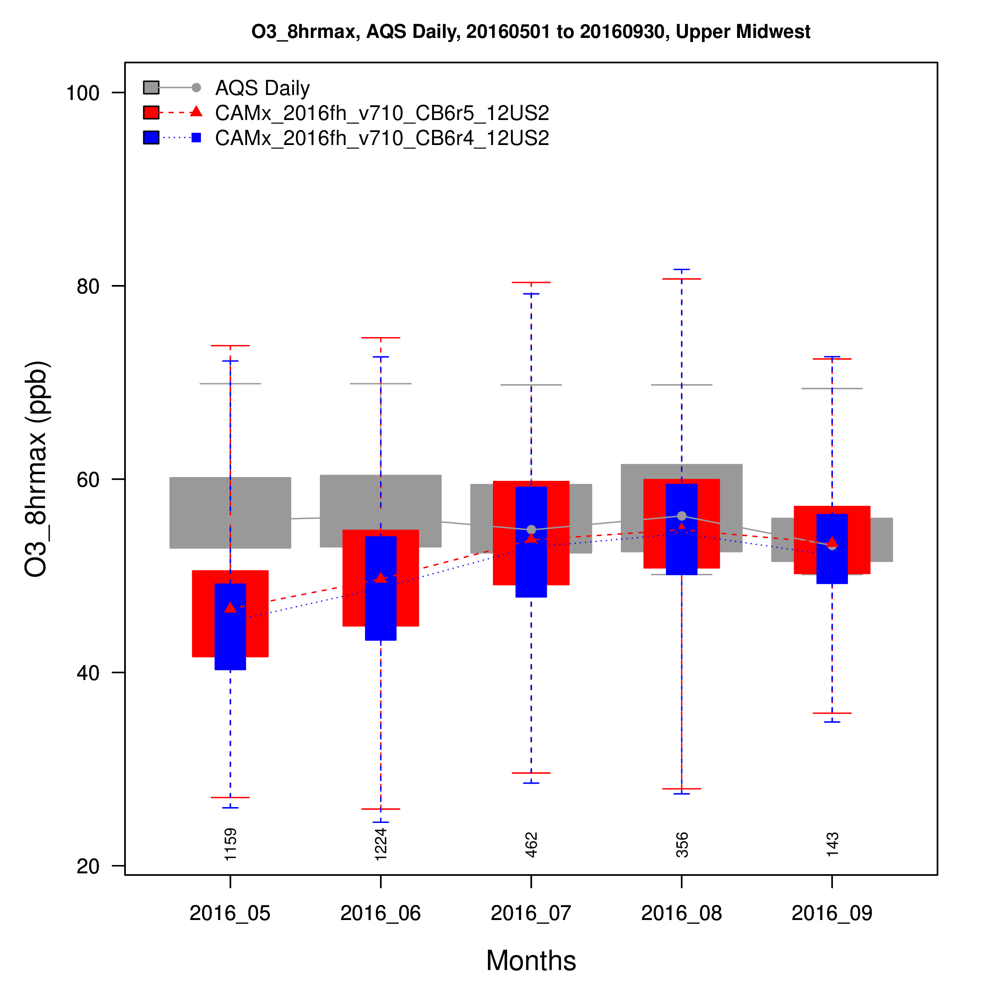 O3_8hrmax, AQS Daily, 20160501 to 20160930, Upper Midwest
AQS Daily
CAMx_2016fh_v710_CB6r5_12US2
CAMx_2016fh_v710_CB6r4_12US2
O3_8hrmax (ppb)
100
80
60
40
20
1159
1224
462
356
143
2016_05
2016_06
2016_07
2016_08
2016_09
Months